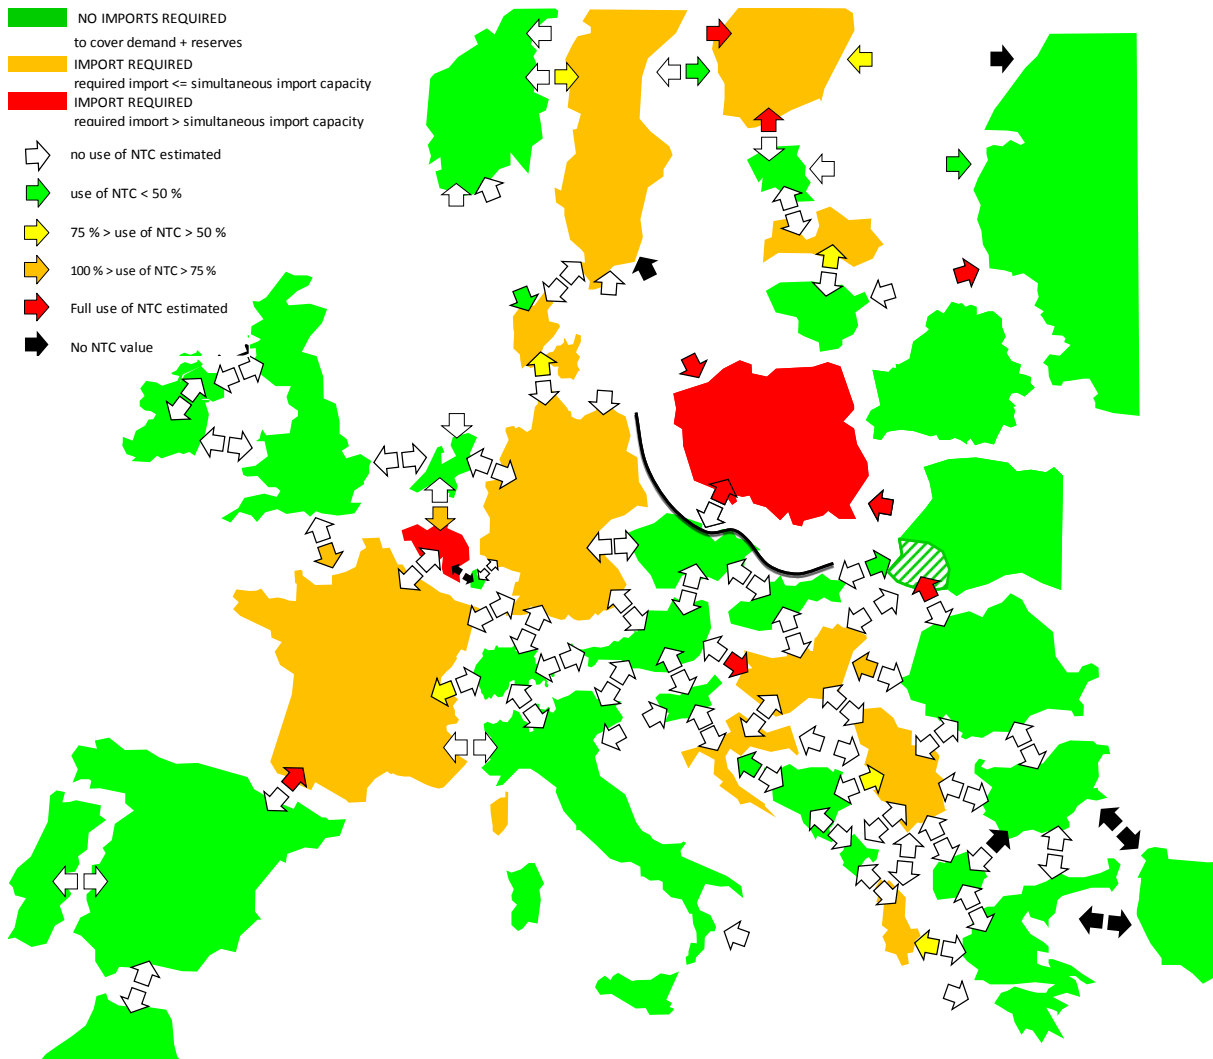 NO IMPORTS REQUIRED
to cover demand + reserves
IMPORT REQUIRED
required import <= simultaneous import capacity
IMPORT REQUIRED
required import > simultaneous import capacity
no use of NTC estimated
use of NTC < 50 %
75 % > use of NTC > 50 %
100 % > use of NTC > 75 %
Full use of NTC estimated
No NTC value